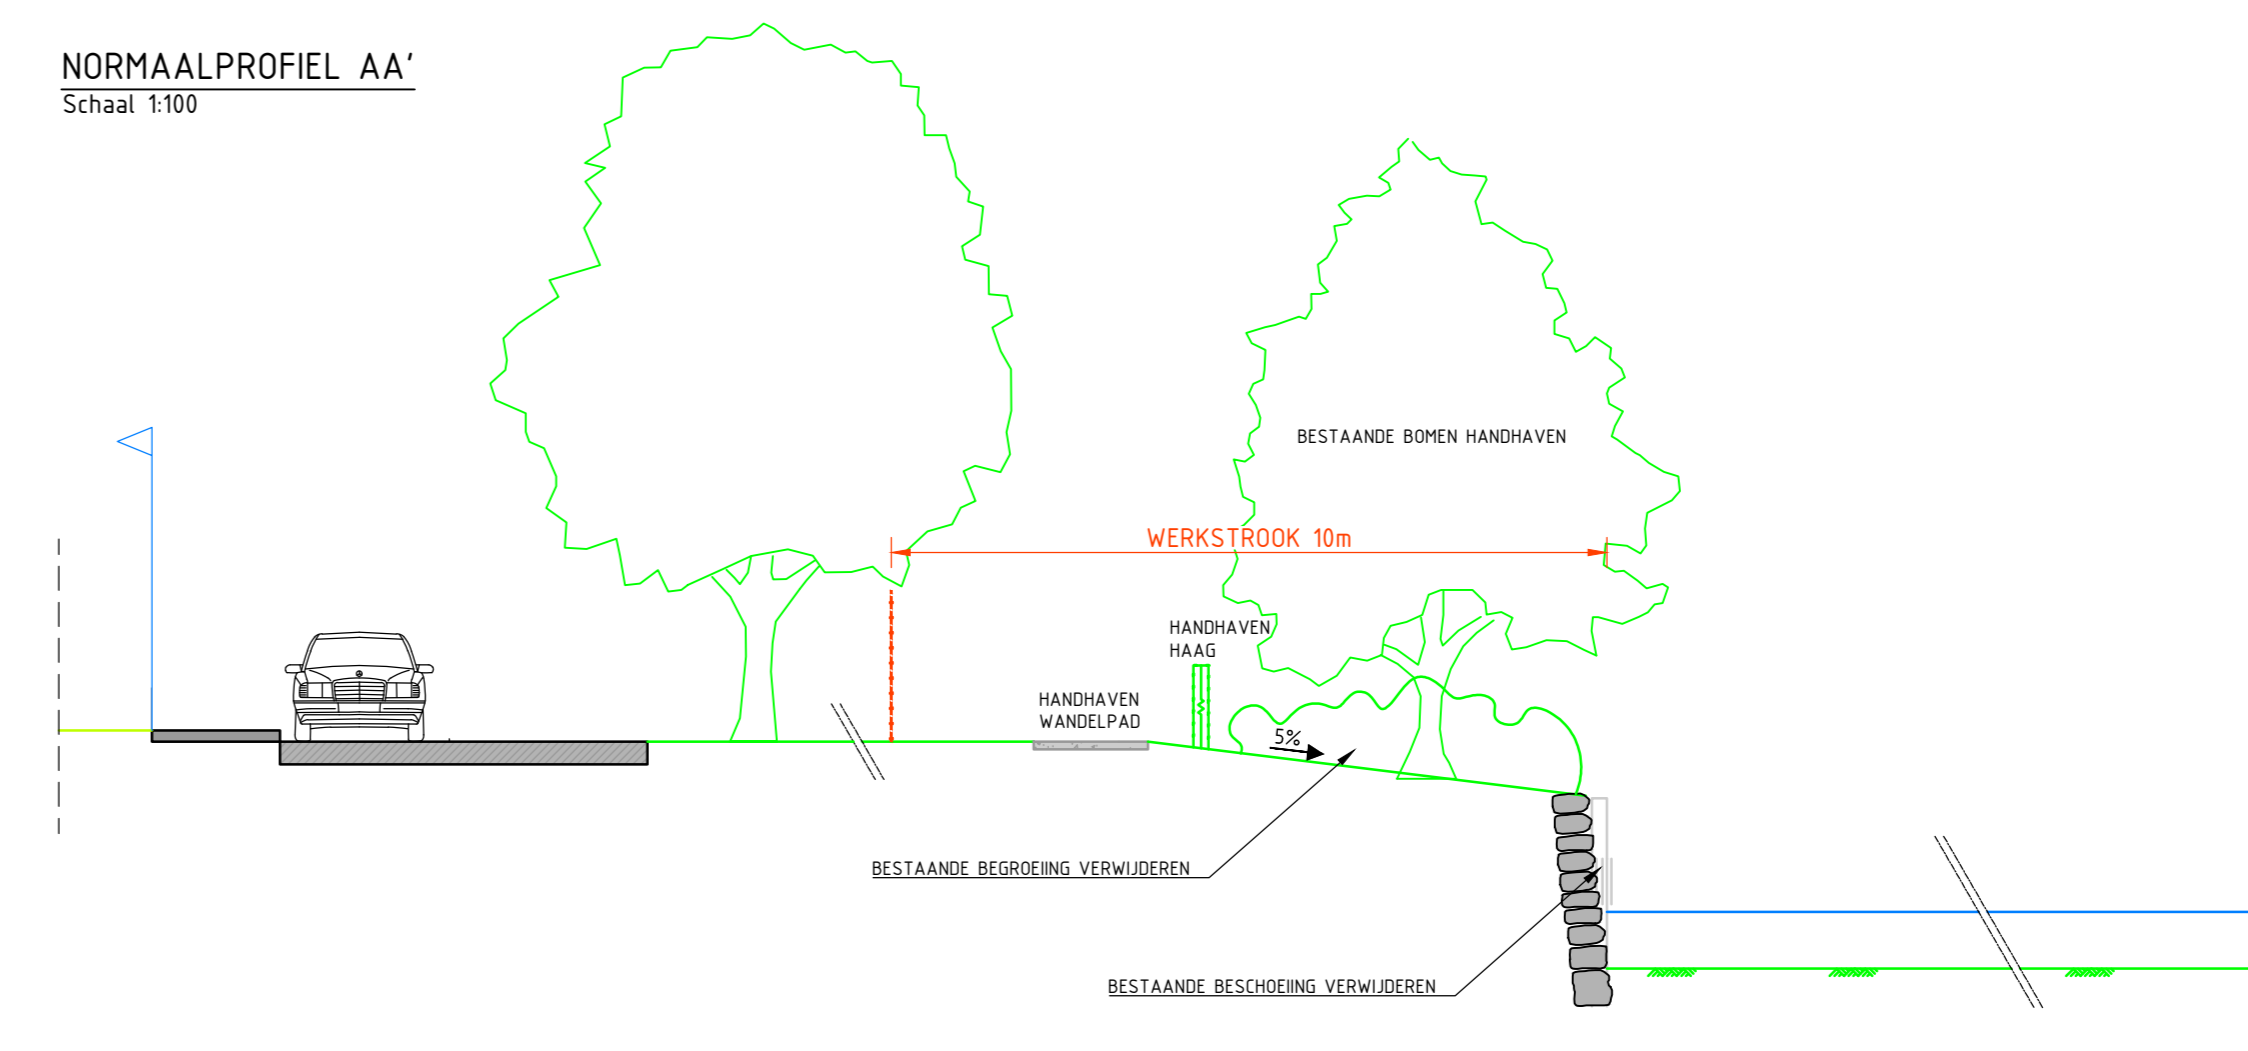 NORMAALPROFIEL AA'
Schaal 1:100
BESTAANDE BOMEN HANDHAVEN
WERKSTROOK 10m
HANDHAVEN
HAAG
HANDHAVEN
WANDELPAD
5%
BESTAANDE BEGROEIING VERWIJDEREN
BESTAANDE BESCHOEIING VERWIJDEREN